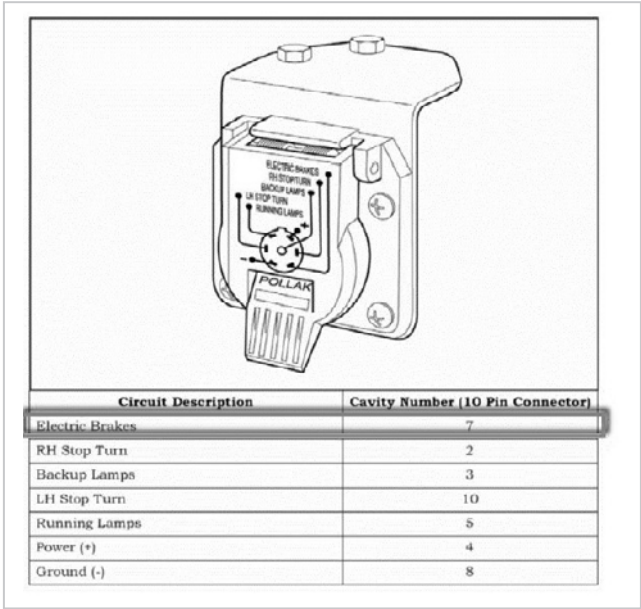 ELECTRIC BRAKES
RH STOPTURN
BACKUP LAMPS
LH STOP TURN
RUNNING LAMPS
+
-
POLLAK
Circuit Description Cavity Number (10 Pin Connector)
Electric Brakes 7
RH Stop Turn 2
Backup Lamps 3
LH Stop Turn 10
Running Lamps 5
Power (+) 4
Ground (-) 8